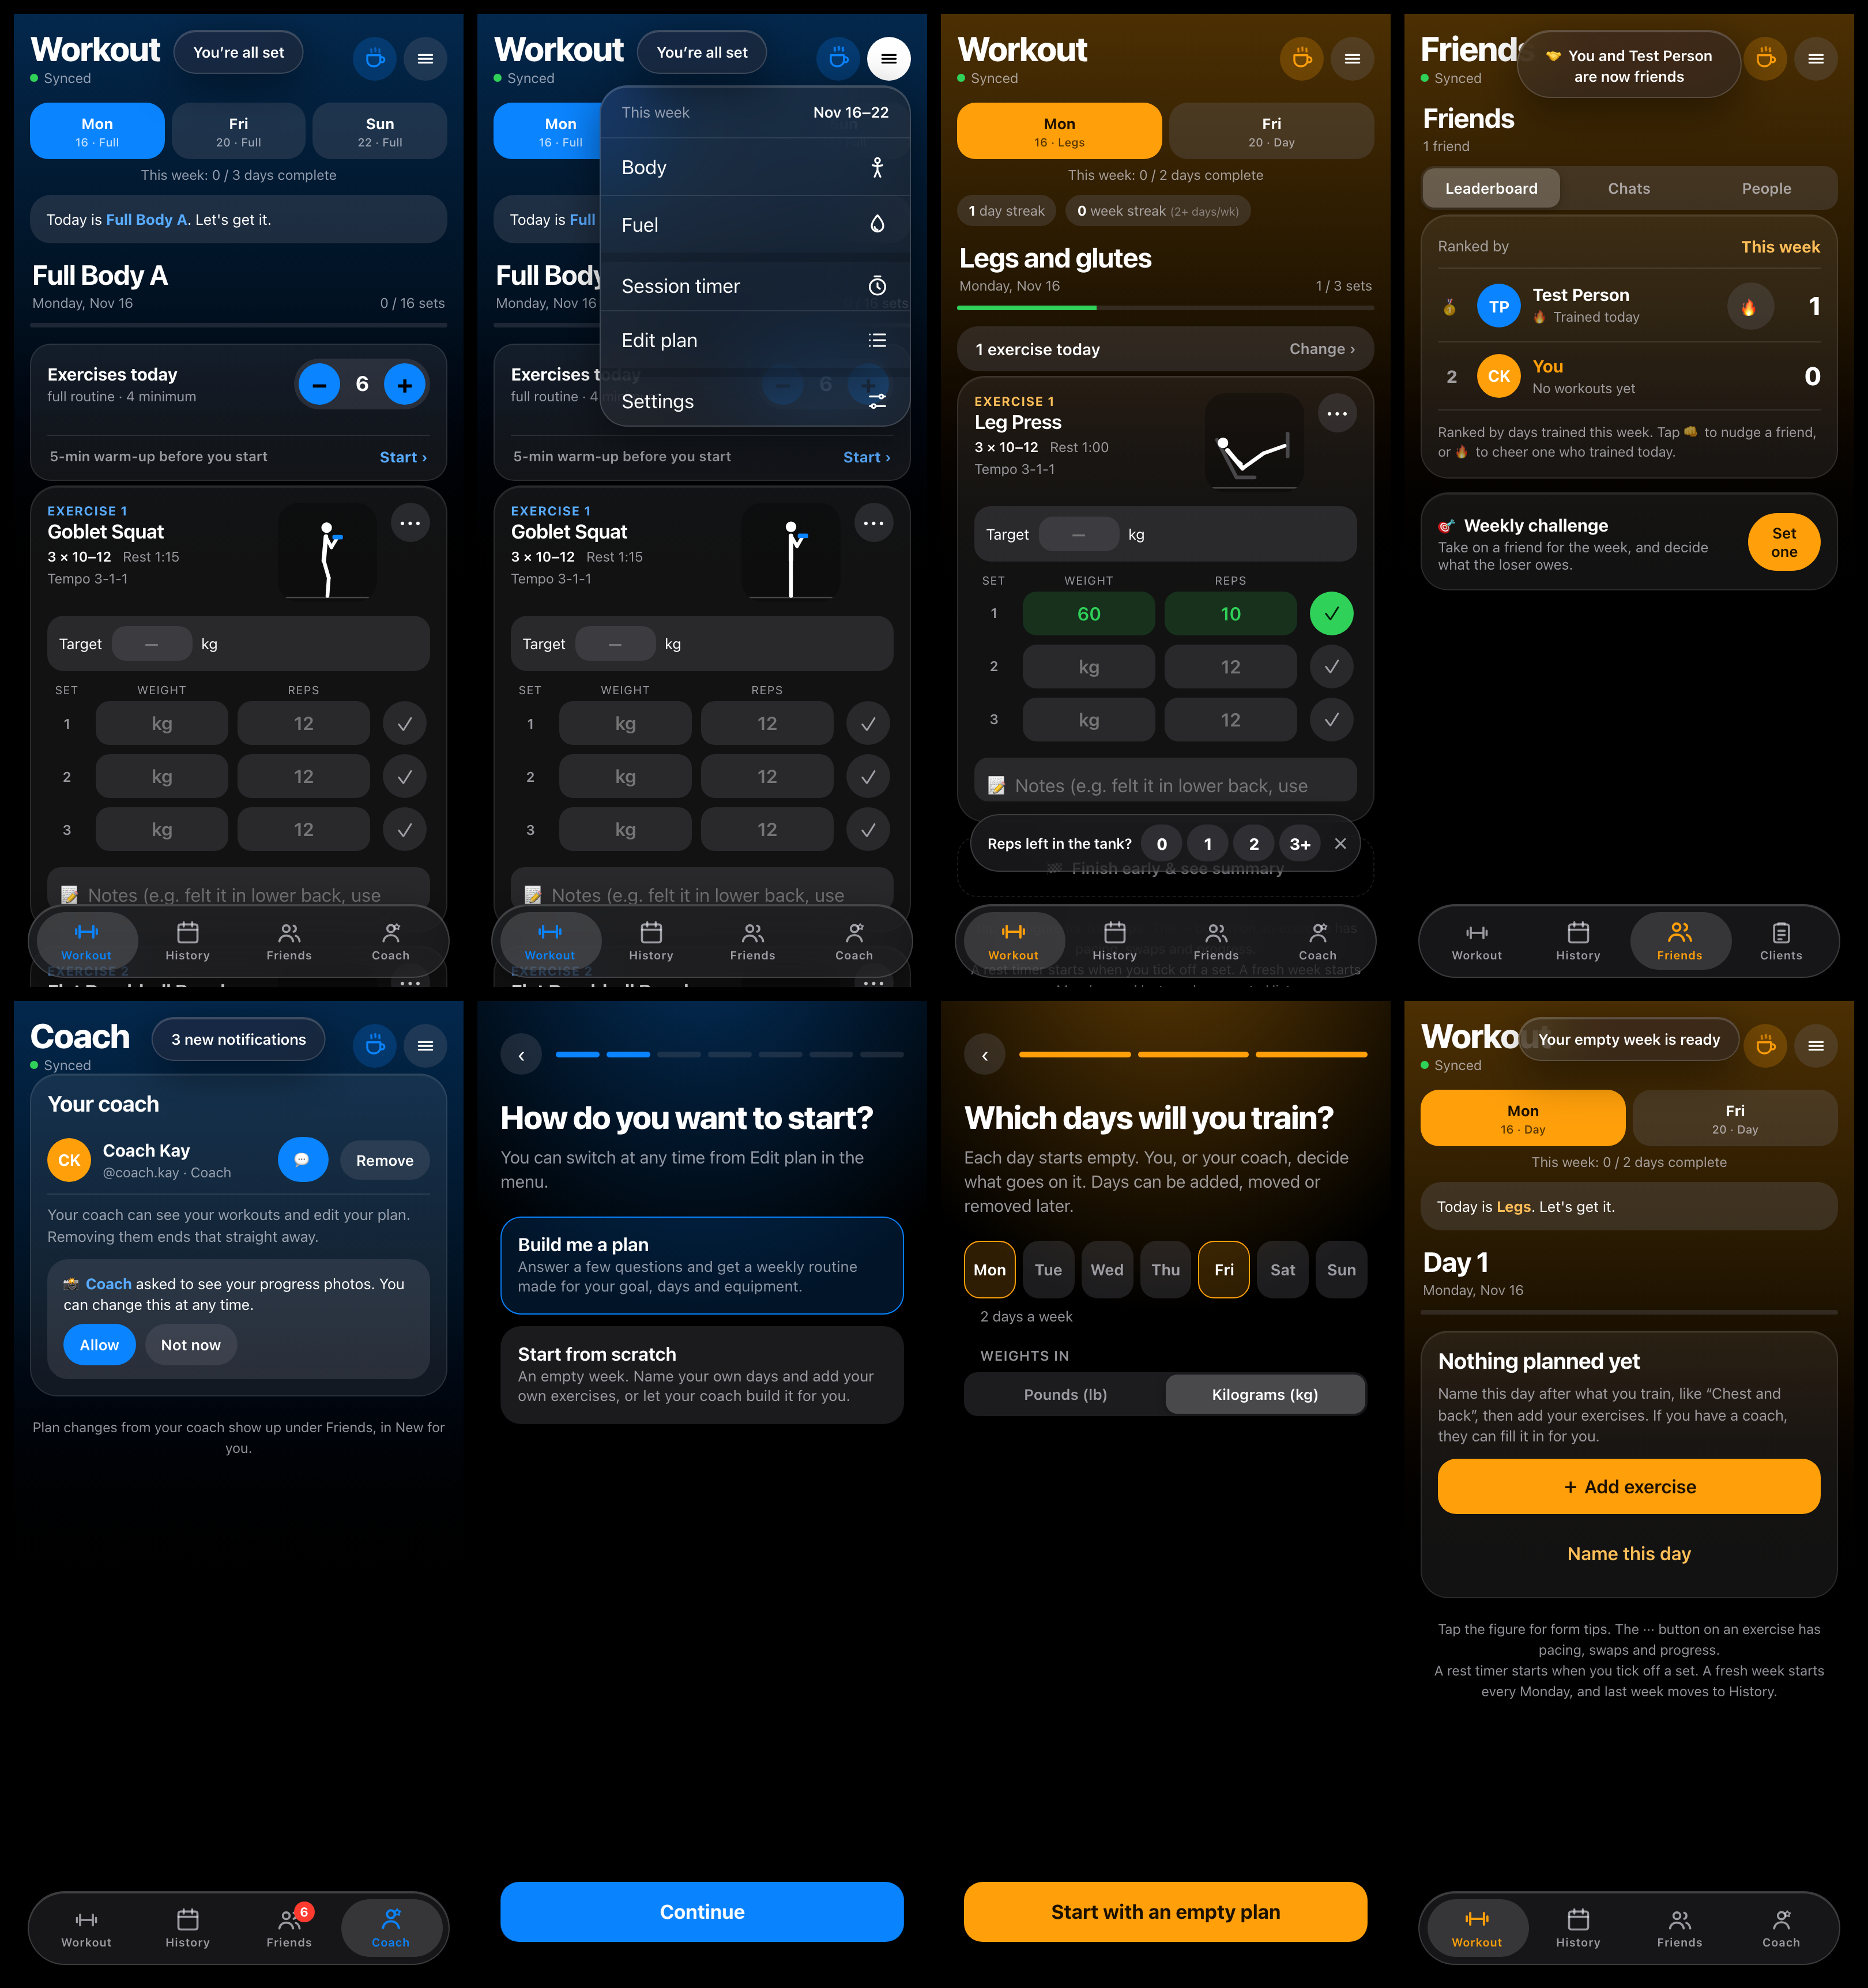 Workout
You're all set
Synced
Mon
16 · Full
Fri
20 · Full
Sun
22 · Full
This week: 0 / 3 days complete
Today is Full Body A. Let's get it.
Full Body A
Monday, Nov 16
0 / 16 sets
Exercises today
full routine · 4 minimum
− 6 +
5-min warm-up before you start
Start ›
EXERCISE 1
Goblet Squat
3 × 10–12 Rest 1:15
Tempo 3-1-1
Target — kg
SET WEIGHT REPS
1 kg 12
2 kg 12
3 kg 12
📝 Notes (e.g. felt it in lower back, use
Workout
History
Friends
Coach
EXERCISE 2
Workout
You're all set
Synced
Mon
16 · Full
This week
Nov 16–22
Body
Fuel
Session timer
Edit plan
Settings
Today is Full
Full Body
Monday, Nov 16
Exercises today
full routine · 4
6
5-min warm-up before you start
Start ›
EXERCISE 1
Goblet Squat
3 × 10–12 Rest 1:15
Tempo 3-1-1
Target — kg
SET WEIGHT REPS
1 kg 12
2 kg 12
3 kg 12
📝 Notes (e.g. felt it in lower back, use
Workout
History
Friends
Coach
EXERCISE 2
Workout
Synced
Mon
16 · Legs
Fri
20 · Day
This week: 0 / 2 days complete
1 day streak
0 week streak (2+ days/wk)
Legs and glutes
Monday, Nov 16
1 / 3 sets
1 exercise today
Change ›
EXERCISE 1
Leg Press
3 × 10–12 Rest 1:00
Tempo 3-1-1
Target — kg
SET WEIGHT REPS
1 60 10
2 kg 12
3 kg 12
📝 Notes (e.g. felt it in lower back, use
Reps left in the tank? 0 1 2 3+ ✕
Finish early & see summary
Workout
History
Friends
Coach
A rest timer starts when you tick off a set. A fresh week starts
Friends
🤝 You and Test Person
are now friends
Synced
Friends
1 friend
Leaderboard
Chats
People
Ranked by
This week
TP
Test Person
🔥 Trained today
🔥
1
2
CK
You
No workouts yet
0
Ranked by days trained this week. Tap 👊 to nudge a friend,
or 🔥 to cheer one who trained today.
🎯 Weekly challenge
Take on a friend for the week, and decide
what the loser owes.
Set
one
Workout
History
Friends
Clients
Coach
3 new notifications
Synced
Your coach
CK
Coach Kay
@coach.kay · Coach
Remove
Your coach can see your workouts and edit your plan.
Removing them ends that straight away.
📸 Coach asked to see your progress photos. You
can change this at any time.
Allow
Not now
Plan changes from your coach show up under Friends, in New for
you.
Workout
History
Friends
6
Coach
‹
How do you want to start?
You can switch at any time from Edit plan in the
menu.
Build me a plan
Answer a few questions and get a weekly routine
made for your goal, days and equipment.
Start from scratch
An empty week. Name your own days and add your
own exercises, or let your coach build it for you.
Continue
‹
Which days will you train?
Each day starts empty. You, or your coach, decide
what goes on it. Days can be added, moved or
removed later.
Mon Tue Wed Thu Fri Sat Sun
2 days a week
WEIGHTS IN
Pounds (lb)
Kilograms (kg)
Start with an empty plan
Workout
Your empty week is ready
Synced
Mon
16 · Day
Fri
20 · Day
This week: 0 / 2 days complete
Today is Legs. Let's get it.
Day 1
Monday, Nov 16
Nothing planned yet
Name this day after what you train, like “Chest and
back”, then add your exercises. If you have a coach,
they can fill it in for you.
+ Add exercise
Name this day
Tap the figure for form tips. The ··· button on an exercise has
pacing, swaps and progress.
A rest timer starts when you tick off a set. A fresh week starts
every Monday, and last week moves to History.
Workout
History
Friends
Coach